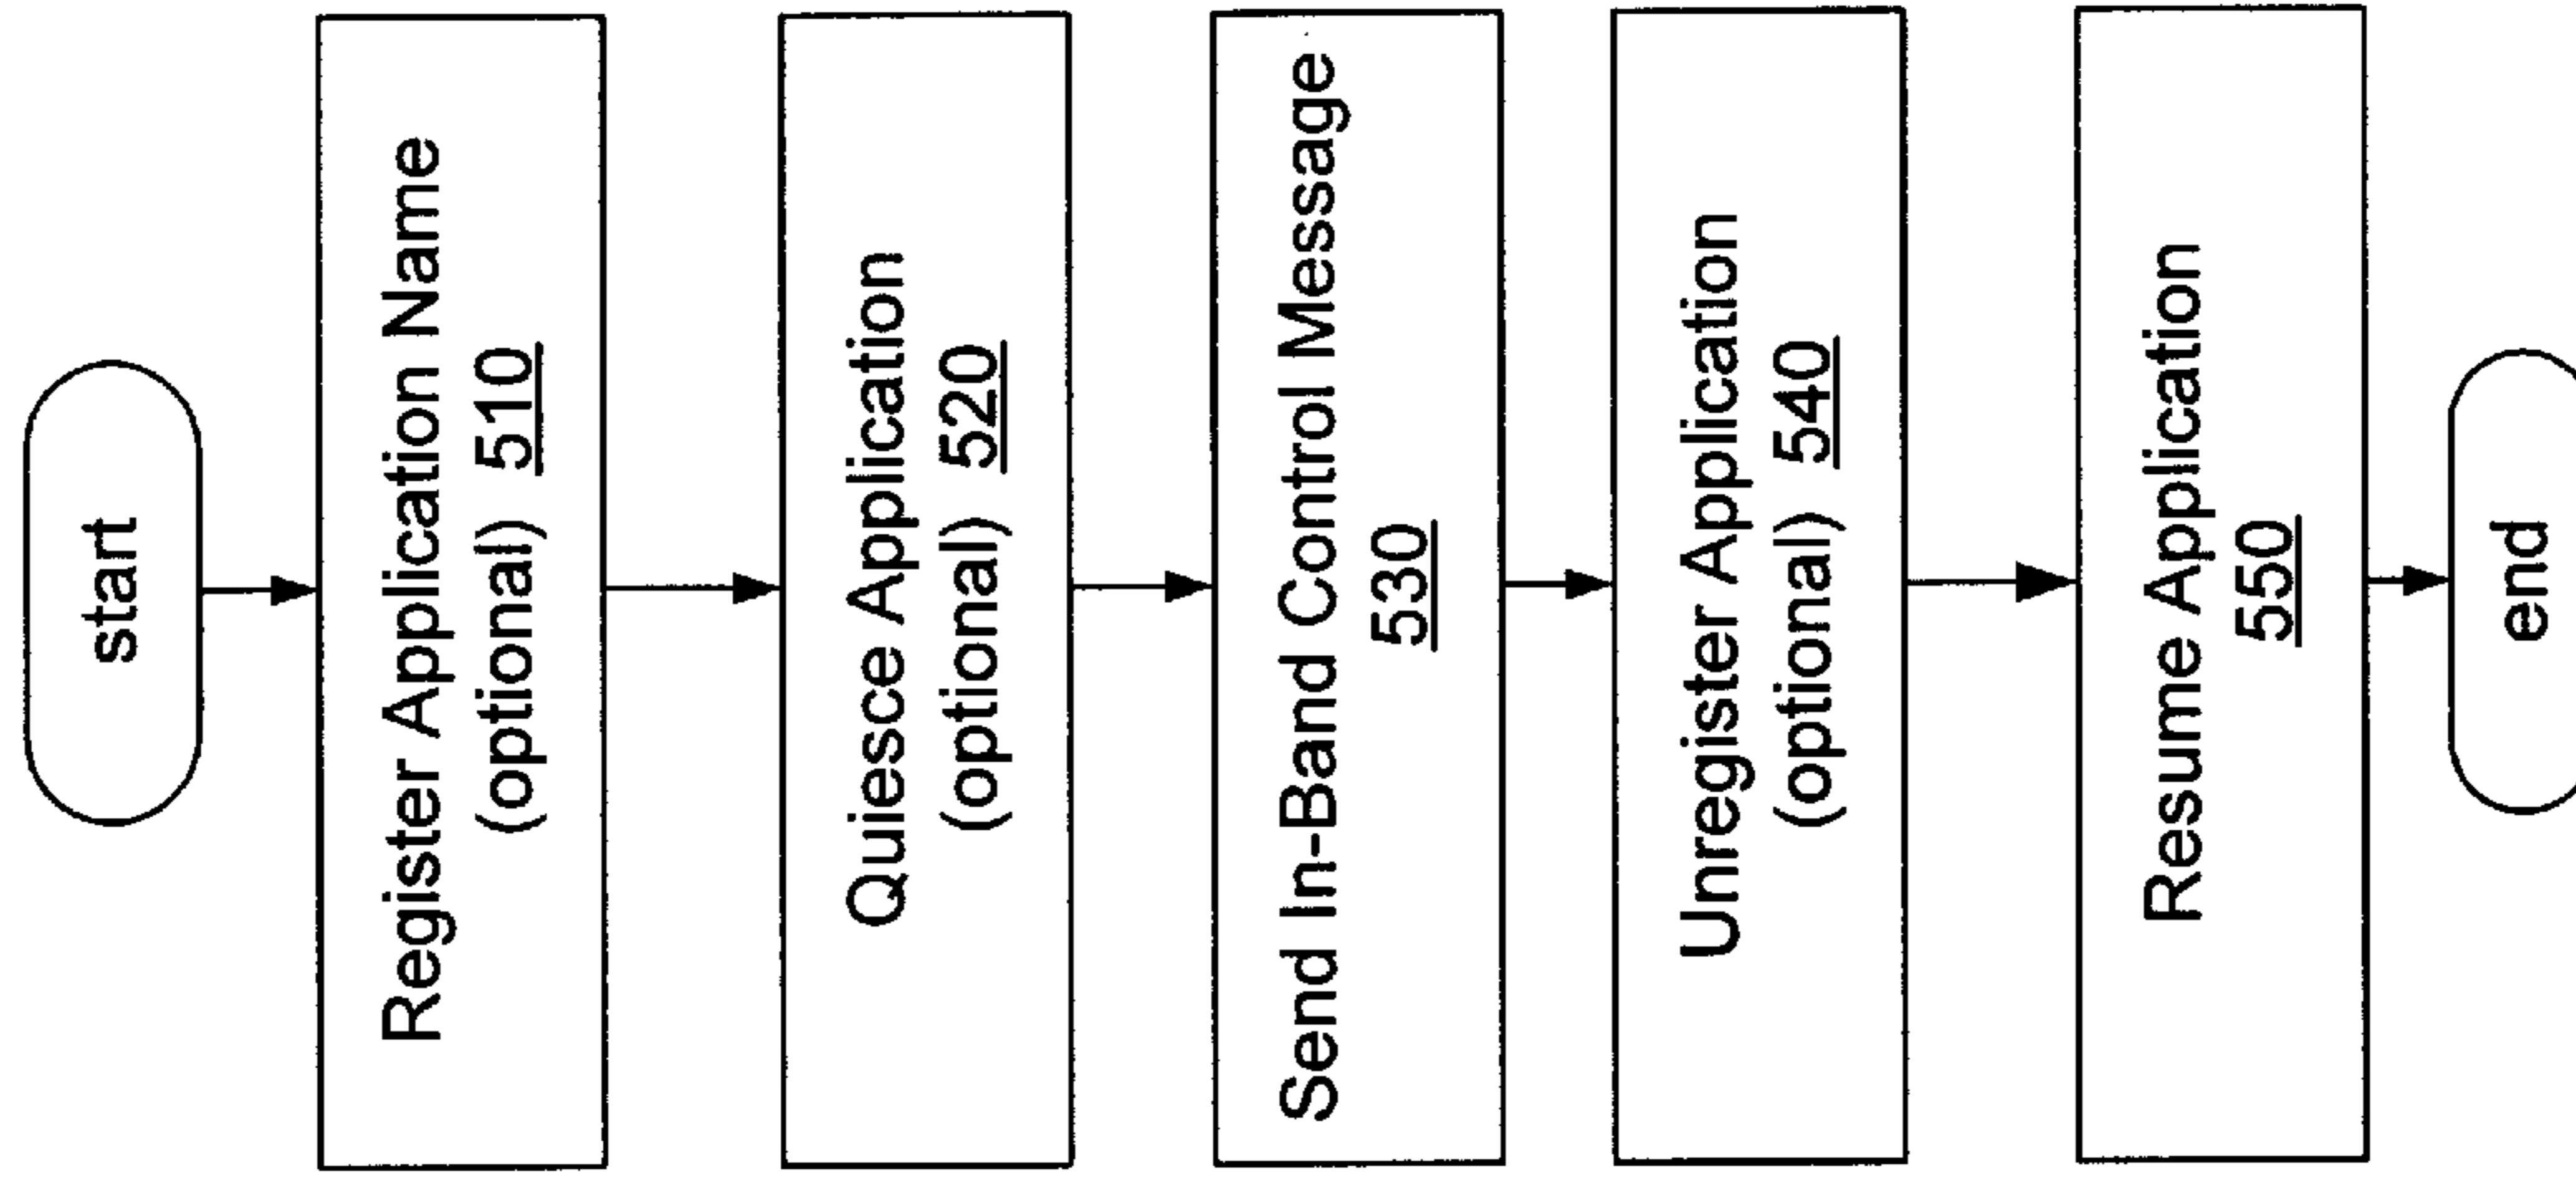 start
Register Application Name
(optional) 510
Quiesce Application
(optional) 520
Send In-Band Control Message
530
Unregister Application
(optional) 540
Resume Application
550
end